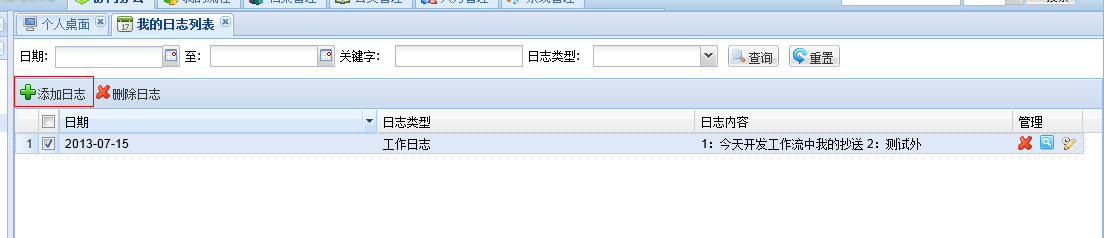 个人桌面 我的日志列表
17
日期: 至: 关键字: 日志类型: 查询 重置
添加日志 删除日志
日期 日志类型 日志内容 管理
1 2013-07-15 工作日志 1：今天开发工作流中我的抄送 2：测试外